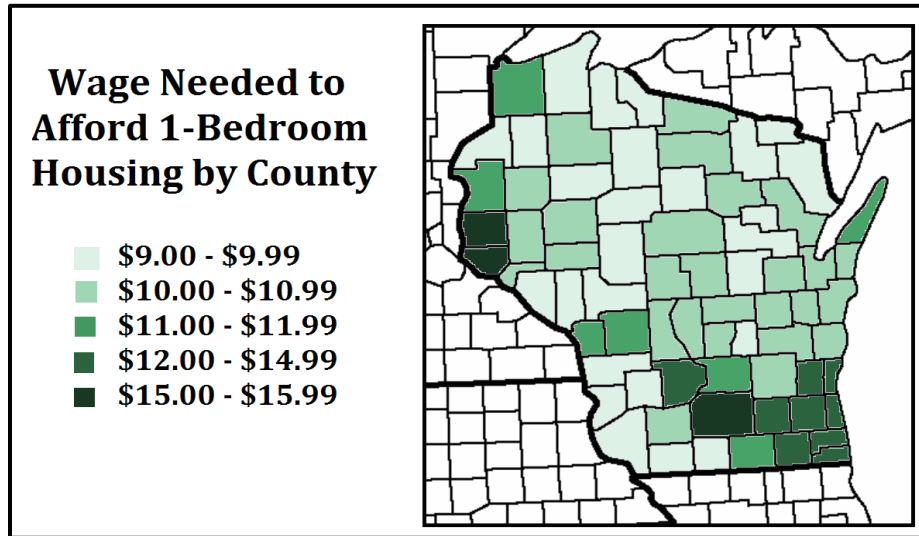 Wage Needed to
Afford 1-Bedroom
Housing by County
$9.00 - $9.99
$10.00 - $10.99
$11.00 - $11.99
$12.00 - $14.99
$15.00 - $15.99